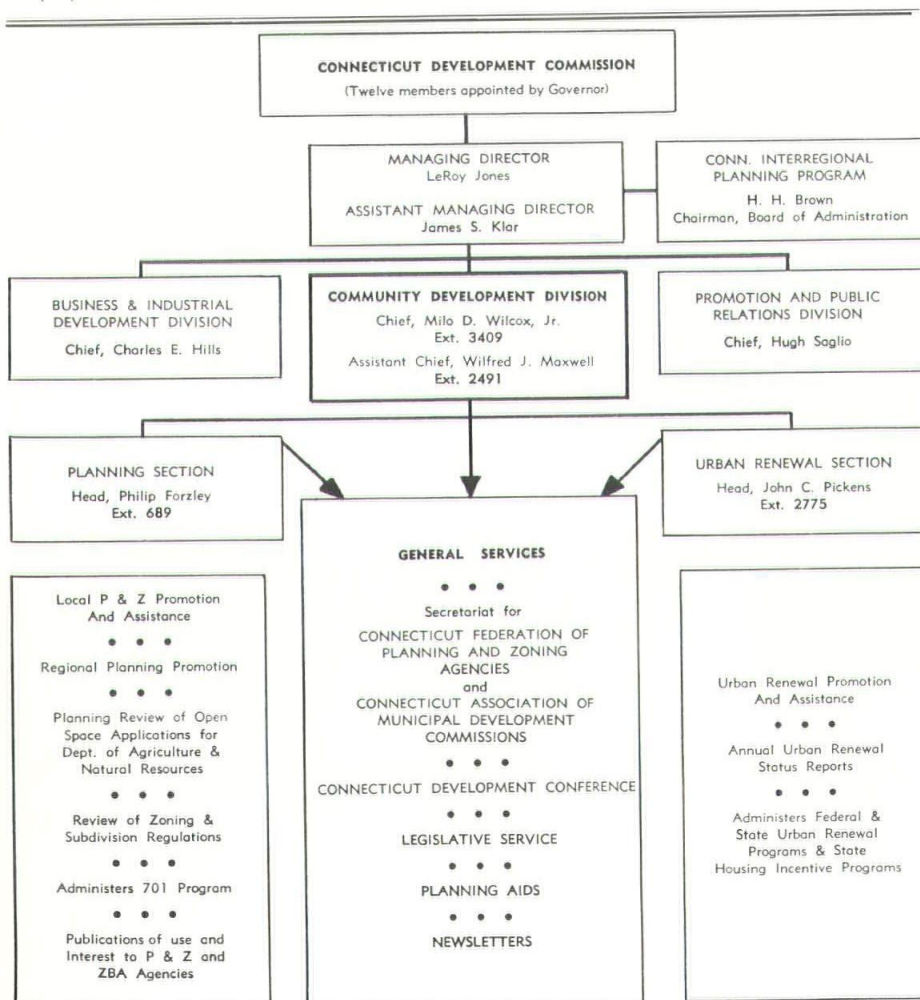 CONNECTICUT DEVELOPMENT COMMISSION
(Twelve members appointed by Governor)
MANAGING DIRECTOR
LeRoy Jones
ASSISTANT MANAGING DIRECTOR
James S. Klar
CONN. INTERREGIONAL
PLANNING PROGRAM
H. H. Brown
Chairman, Board of Administration
BUSINESS & INDUSTRIAL
DEVELOPMENT DIVISION
Chief, Charles E. Hills
COMMUNITY DEVELOPMENT DIVISION
Chief, Milo D. Wilcox, Jr.
Ext. 3409
Assistant Chief, Wilfred J. Maxwell
Ext. 2491
PROMOTION AND PUBLIC
RELATIONS DIVISION
Chief, Hugh Saglio
PLANNING SECTION
Head, Philip Forzley
Ext. 689
URBAN RENEWAL SECTION
Head, John C. Pickens
Ext. 2775
Local P & Z Promotion
And Assistance
• • •
Regional Planning Promotion
• • •
Planning Review of Open
Space Applications for
Dept. of Agriculture &
Natural Resources
• • •
Review of Zoning &
Subdivision Regulations
• • •
Administers 701 Program
• • •
Publications of use and
Interest to P & Z and
ZBA Agencies
GENERAL SERVICES
• • •
Secretariat for
CONNECTICUT FEDERATION OF
PLANNING AND ZONING
AGENCIES
and
CONNECTICUT ASSOCIATION OF
MUNICIPAL DEVELOPMENT
COMMISSIONS
• • •
CONNECTICUT DEVELOPMENT CONFERENCE
• • •
LEGISLATIVE SERVICE
• • •
PLANNING AIDS
• • •
NEWSLETTERS
Urban Renewal Promotion
And Assistance
• • •
Annual Urban Renewal
Status Reports
• • •
Administers Federal &
State Urban Renewal
Programs & State
Housing Incentive Programs